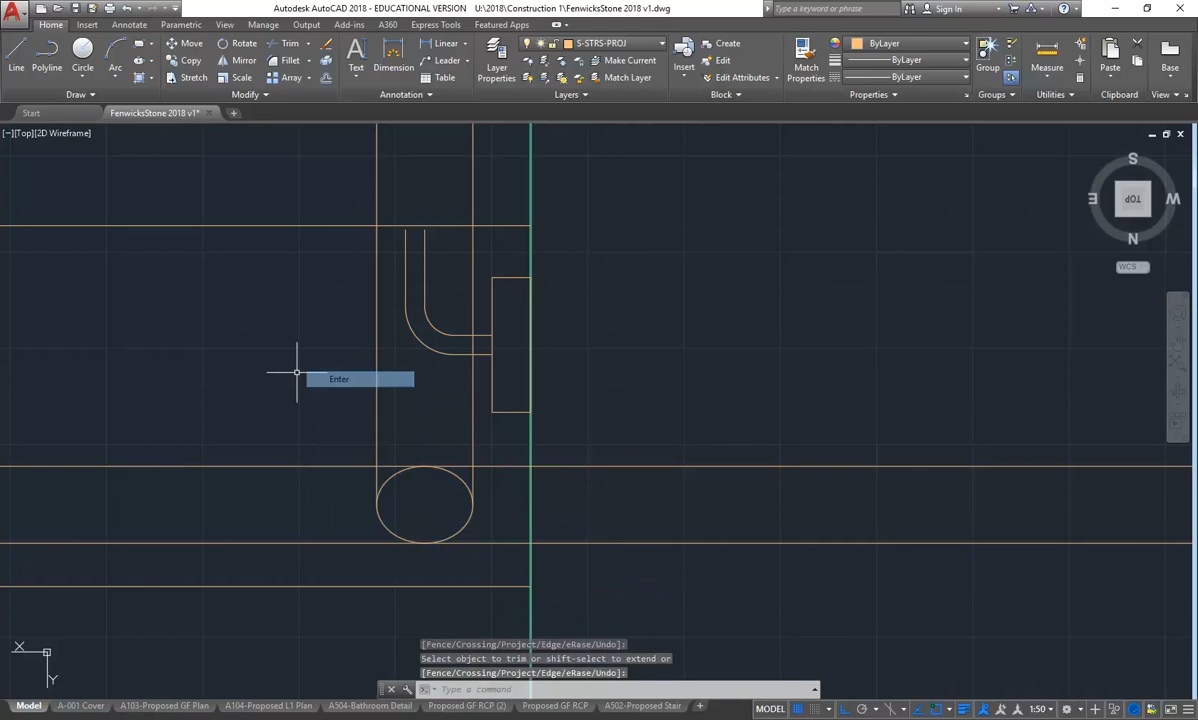 Autodesk AutoCAD 2018 - EDUCATIONAL VERSION U:\2018\Construction 1\FenwicksStone 2018 v1.dwg
Type a keyword or phrase
Sign In
Home Insert Annotate Parametric View Manage Output Add-ins A360 Express Tools Featured Apps
Line Polyline Circle Arc
Move Rotate Trim
Copy Mirror Fillet
Stretch Scale Array
Text Dimension
Linear
Leader
Table
Layer Properties
S-STRS-PROJ
Make Current
Match Layer
Insert
Create
Edit
Edit Attributes
Match Properties
ByLayer
ByLayer
ByLayer
Group
Measure
Paste
Base
Draw Modify Annotation Layers Block Properties Groups Utilities Clipboard View
Start FenwicksStone 2018 v1*
[−][Top][2D Wireframe]
S
E TOP W
N
WCS
Enter
X
Y
[Fence/Crossing/Project/Edge/eRase/Undo]:
Select object to trim or shift-select to extend or
[Fence/Crossing/Project/Edge/eRase/Undo]:
Type a command
Model A-001 Cover A103-Proposed GF Plan A104-Proposed L1 Plan A504-Bathroom Detail Proposed GF RCP (2) Proposed GF RCP A502-Proposed Stair
MODEL 1:50